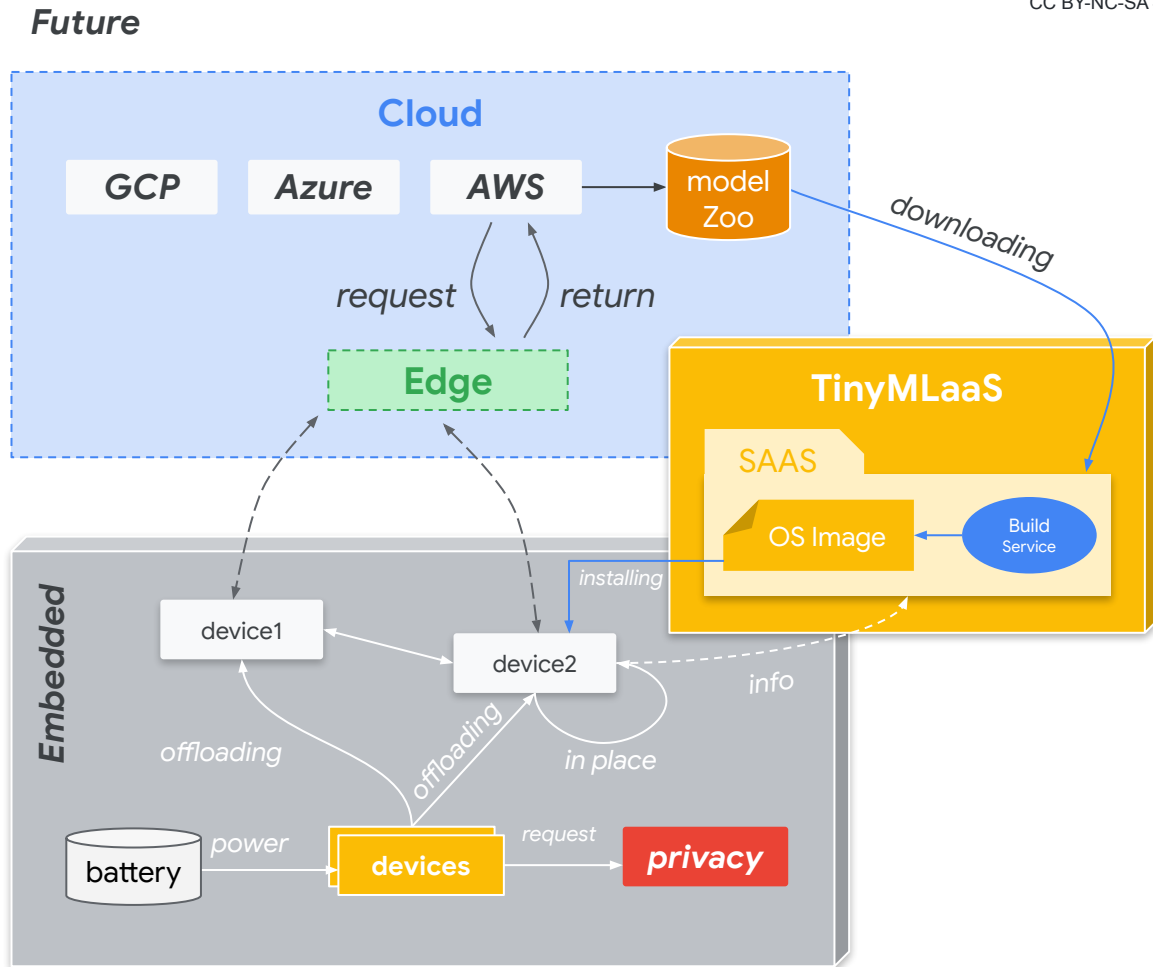 CC BY-NC-SA
Future
Cloud
GCP
Azure
AWS
model
Zoo
downloading
request
return
Edge
TinyMLaaS
SAAS
OS Image
Build
Service
installing
Embedded
device1
device2
info
offloading
offloading
in place
battery
power
devices
request
privacy